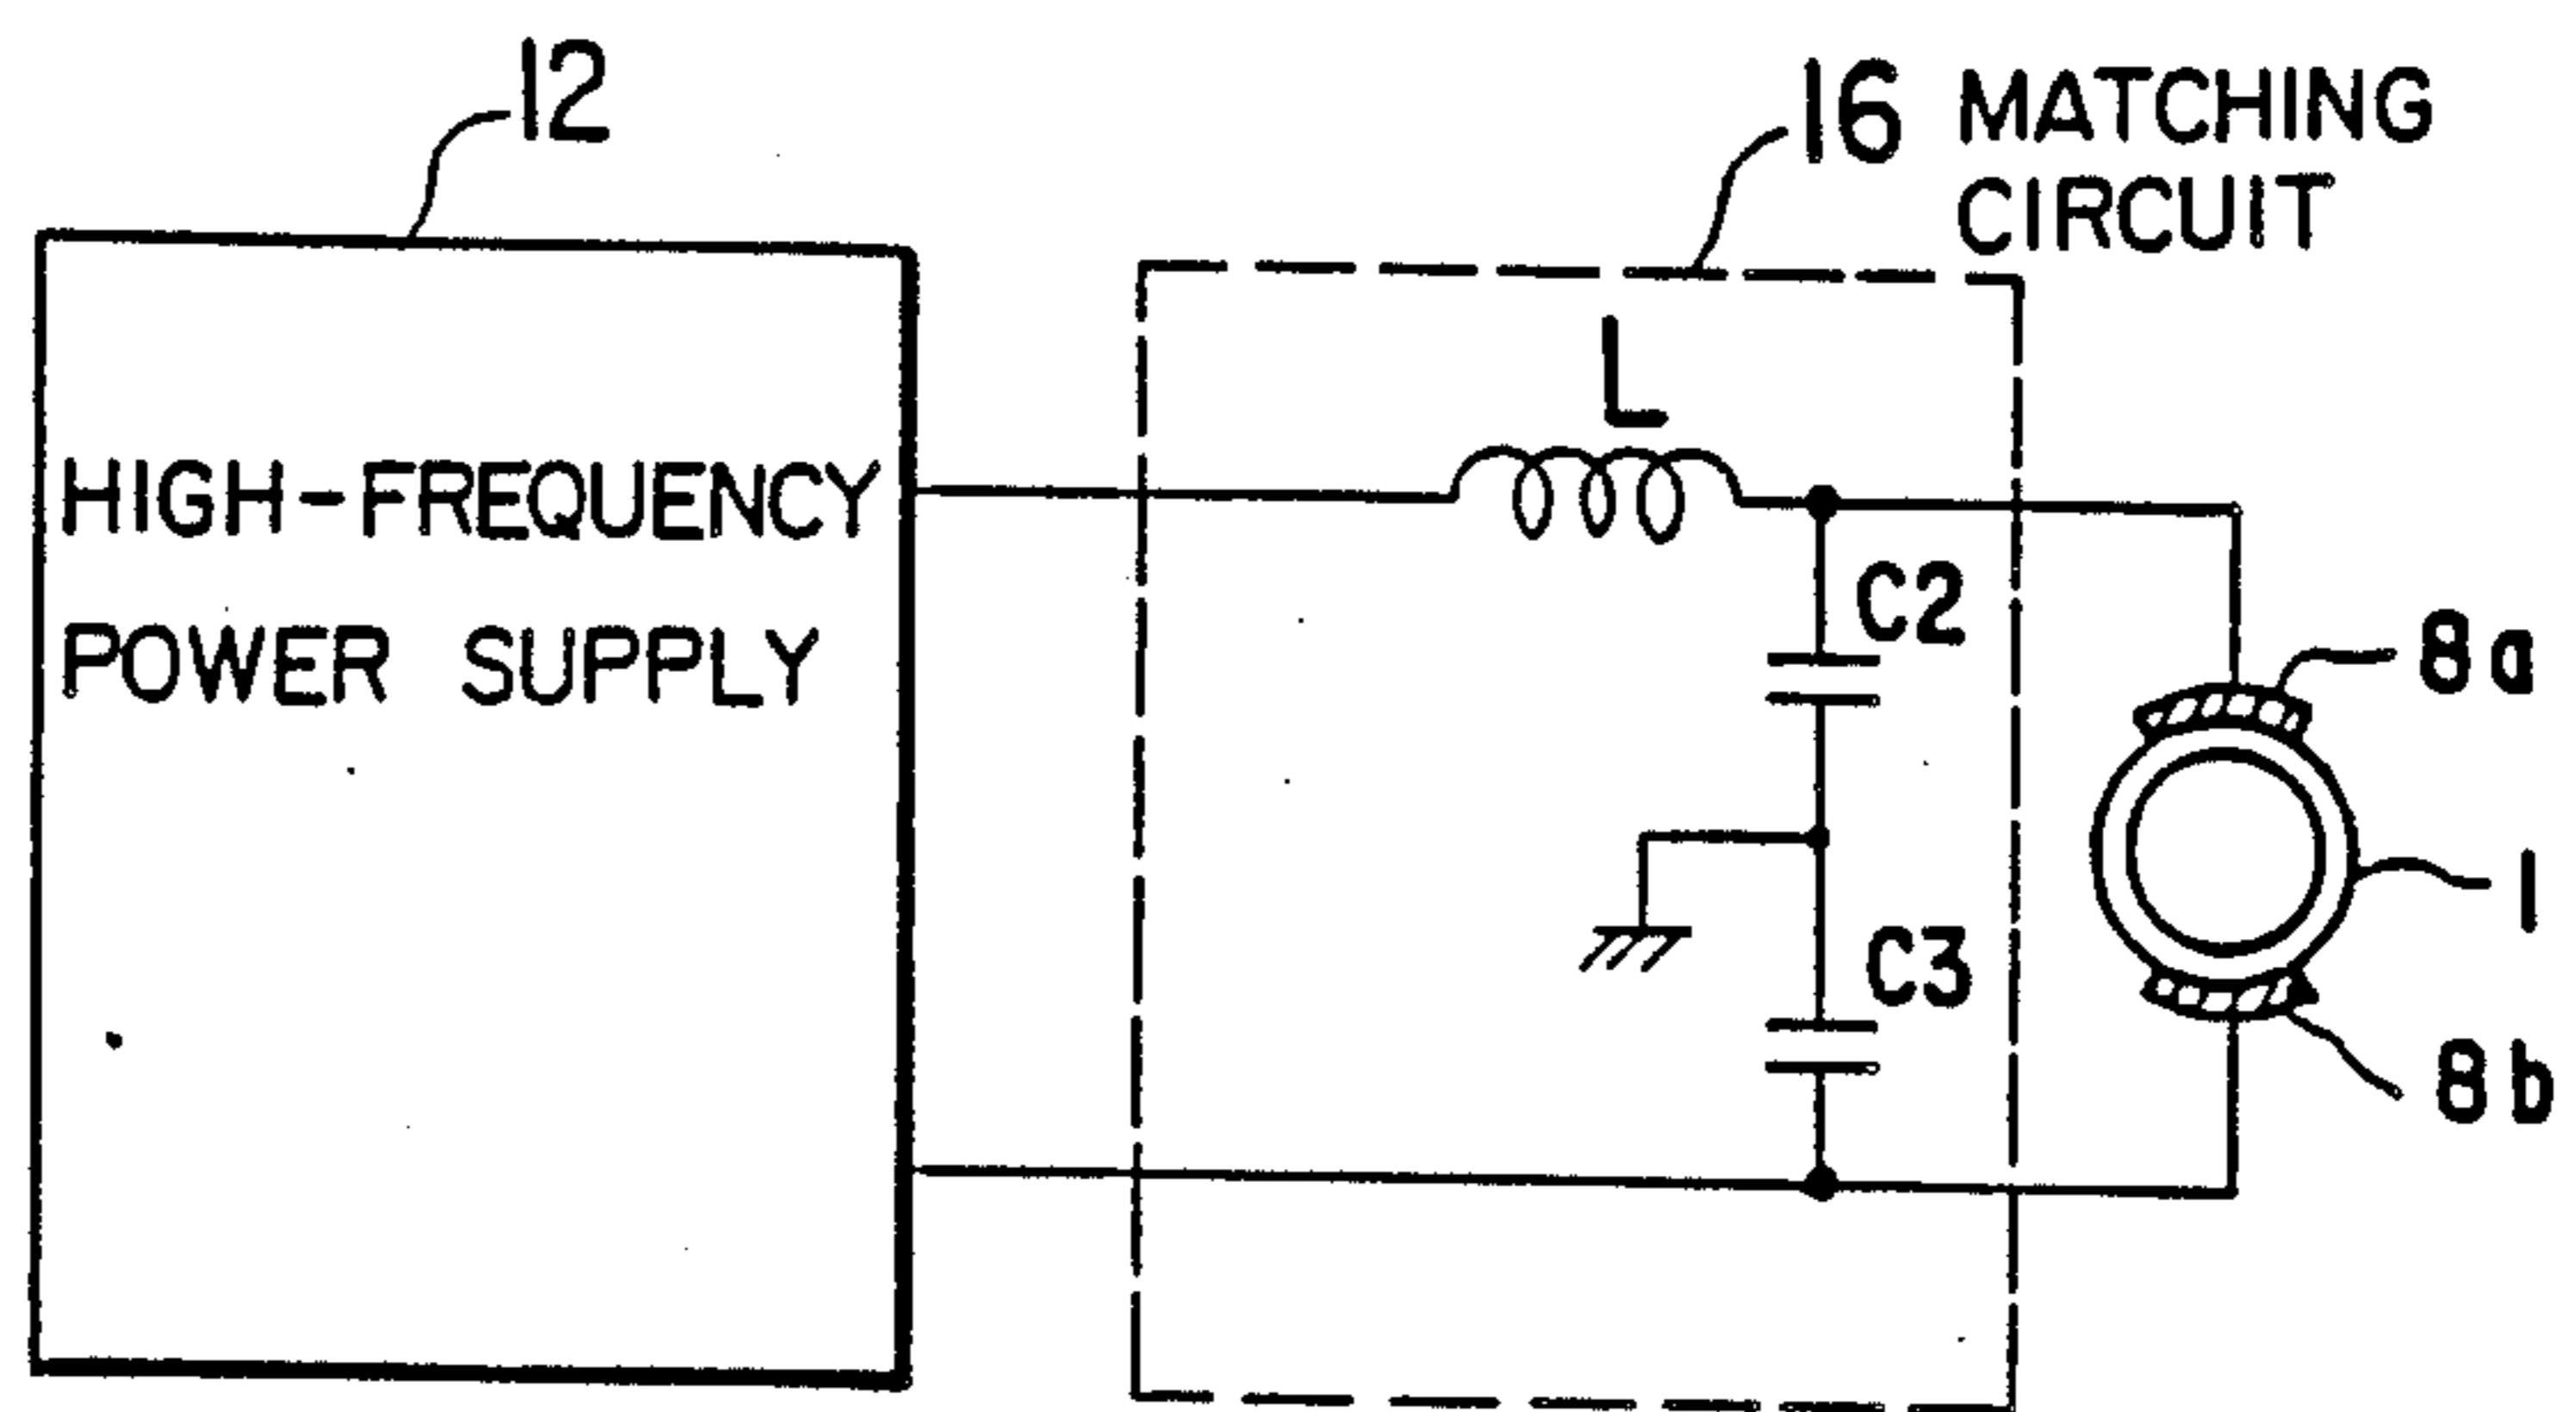 12
16 MATCHING
CIRCUIT
L
HIGH-FREQUENCY
POWER SUPPLY
C2
8a
1
C3
8b